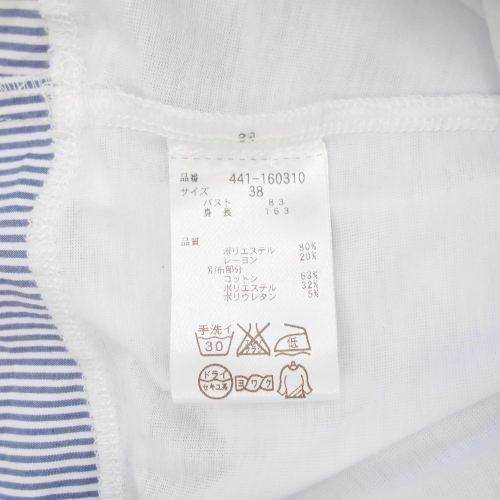 38
品番 441-160310
サイズ 38
バスト 83
身長 163
品質
ポリエステル 80%
レーヨン 20%
別布部分
コットン 63%
ポリエステル 32%
ポリウレタン 5%
手洗イ
30
低
ドライ
セキユ系
ヨワク